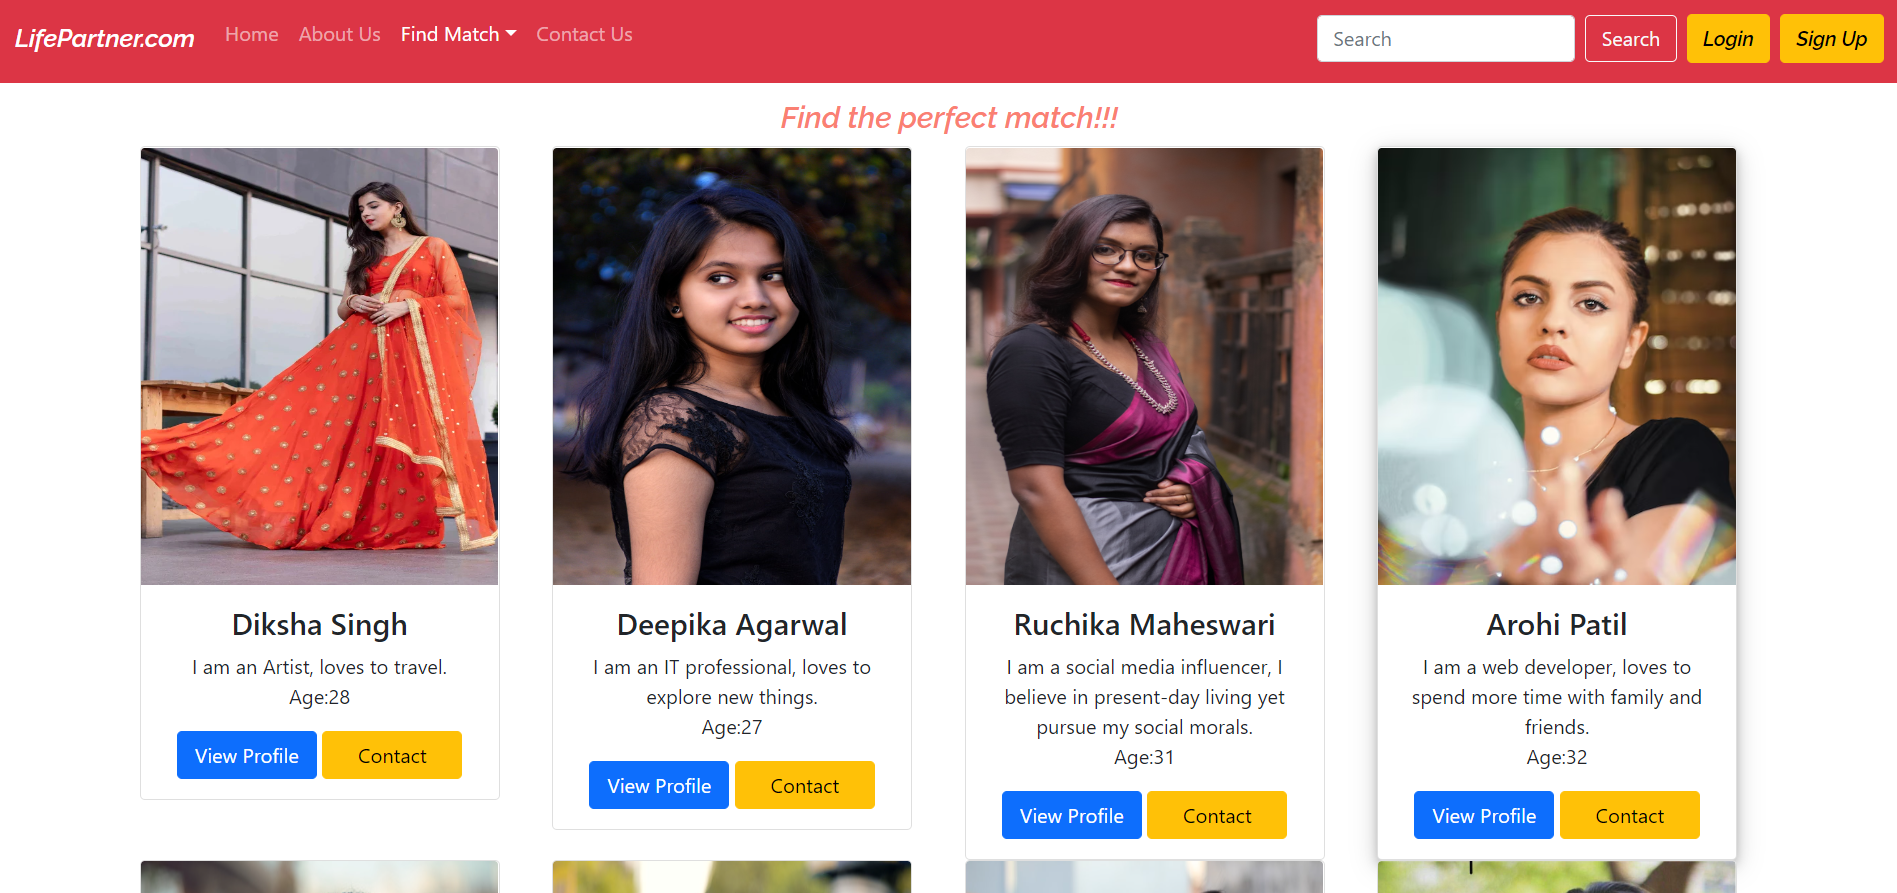 LifePartner.com
Home
About Us
Find Match
Contact Us
Search
Search
Login
Sign Up
Find the perfect match!!!
Diksha Singh
I am an Artist, loves to travel.
Age:28
View Profile
Contact
Deepika Agarwal
I am an IT professional, loves to
explore new things.
Age:27
View Profile
Contact
Ruchika Maheswari
I am a social media influencer, I
believe in present-day living yet
pursue my social morals.
Age:31
View Profile
Contact
Arohi Patil
I am a web developer, loves to
spend more time with family and
friends.
Age:32
View Profile
Contact